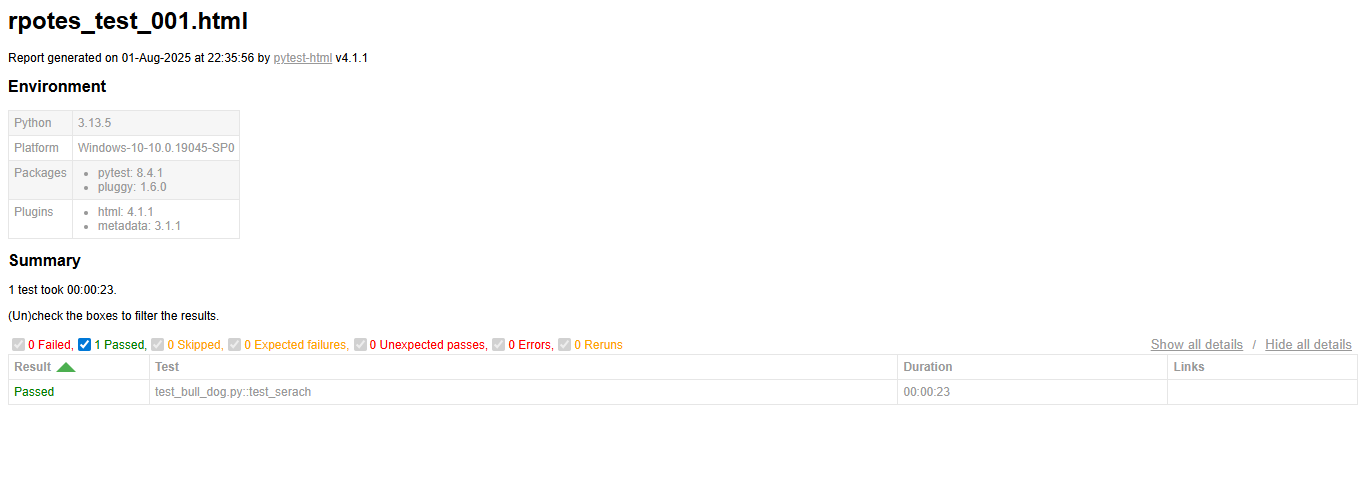 rpotes_test_001.html
Report generated on 01-Aug-2025 at 22:35:56 by pytest-html v4.1.1
Environment
Python 3.13.5
Platform Windows-10-10.0.19045-SP0
Packages • pytest: 8.4.1
• pluggy: 1.6.0
Plugins • html: 4.1.1
• metadata: 3.1.1
Summary
1 test took 00:00:23.
(Un)check the boxes to filter the results.
0 Failed, 1 Passed, 0 Skipped, 0 Expected failures, 0 Unexpected passes, 0 Errors, 0 Reruns Show all details / Hide all details
Result Test Duration Links
Passed test_bull_dog.py::test_serach 00:00:23